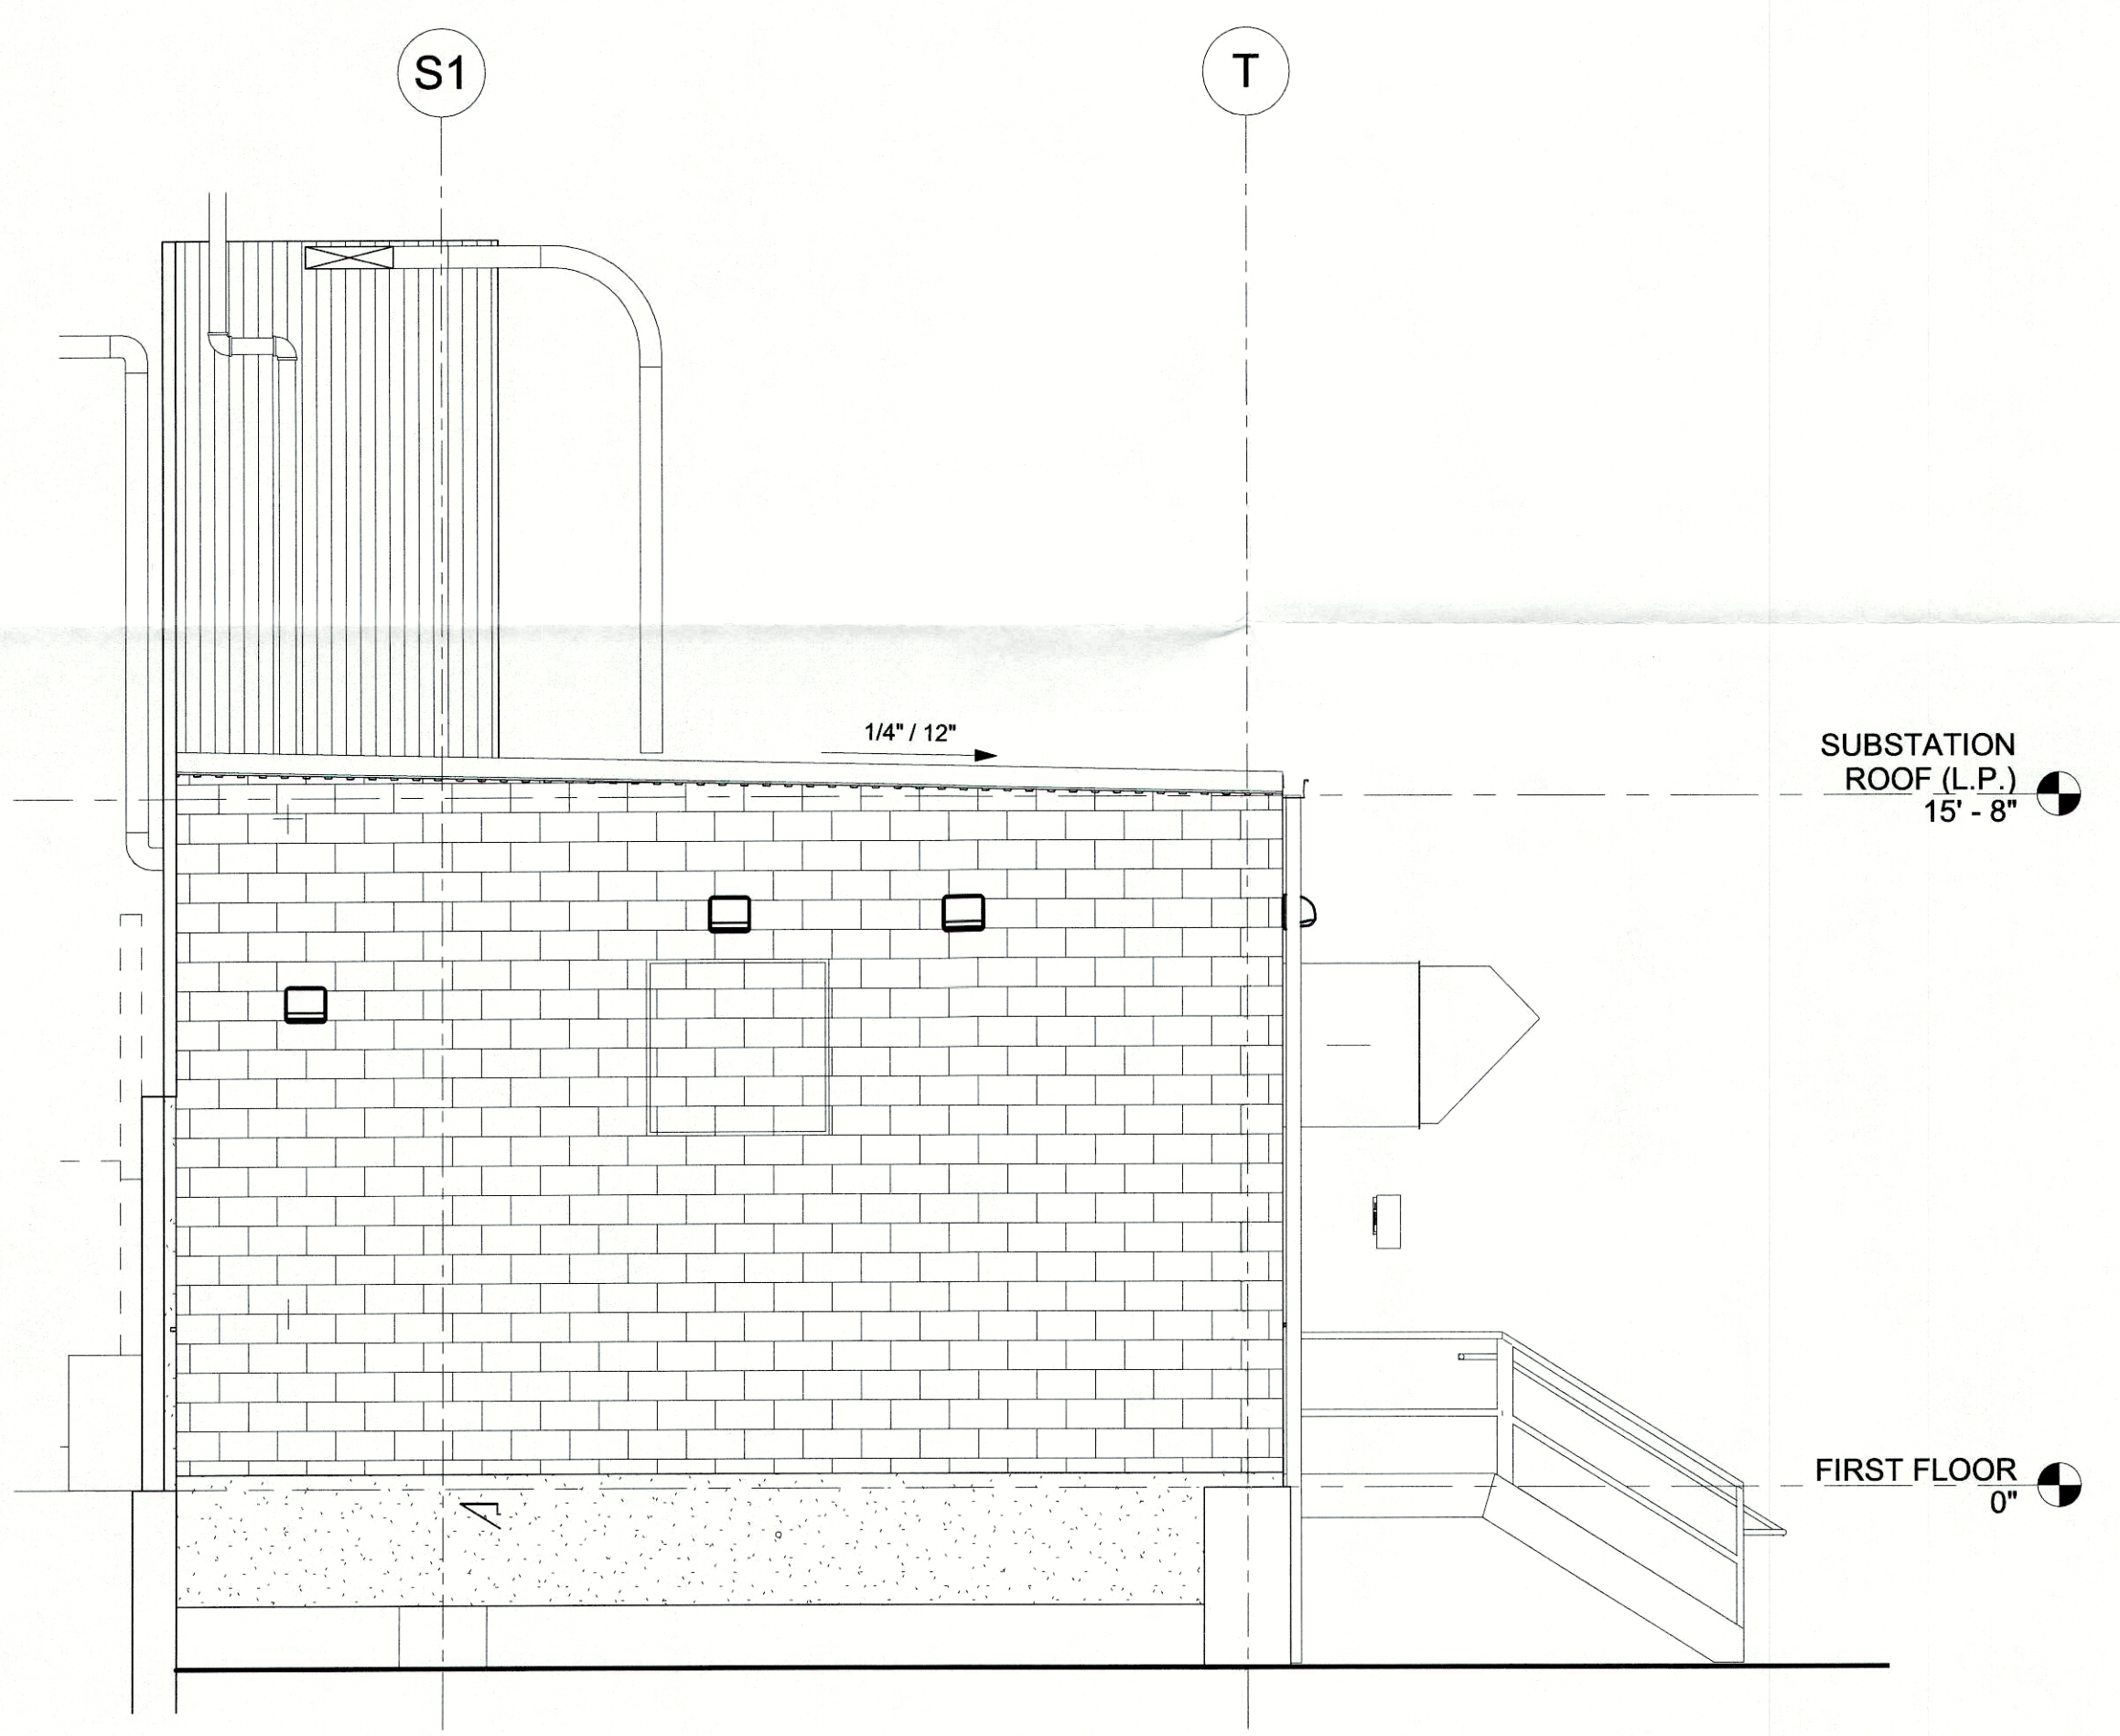 S1
T
1/4" / 12"
SUBSTATION
ROOF (L.P.)
15' - 8"
FIRST FLOOR
0"